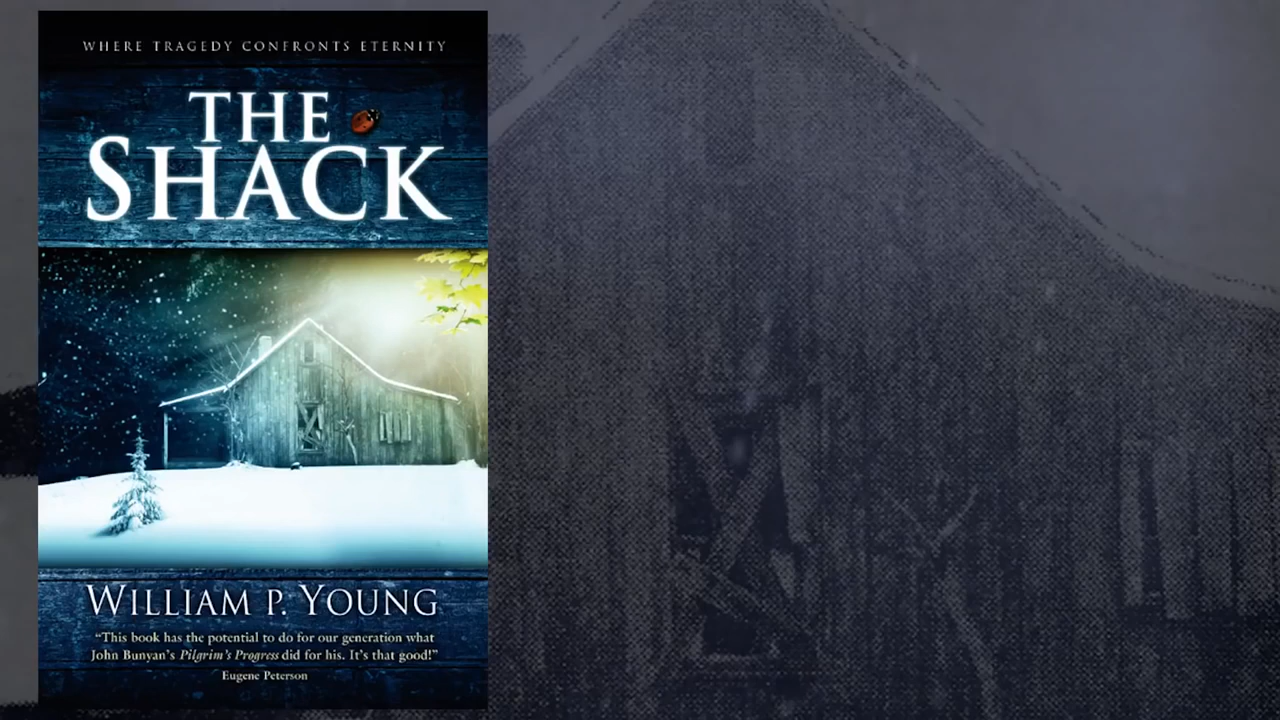 WHERE TRAGEDY CONFRONTS ETERNITY
THE
SHACK
WILLIAM P. YOUNG
“This book has the potential to do for our generation what
John Bunyan’s Pilgrim’s Progress did for his. It’s that good!”
Eugene Peterson